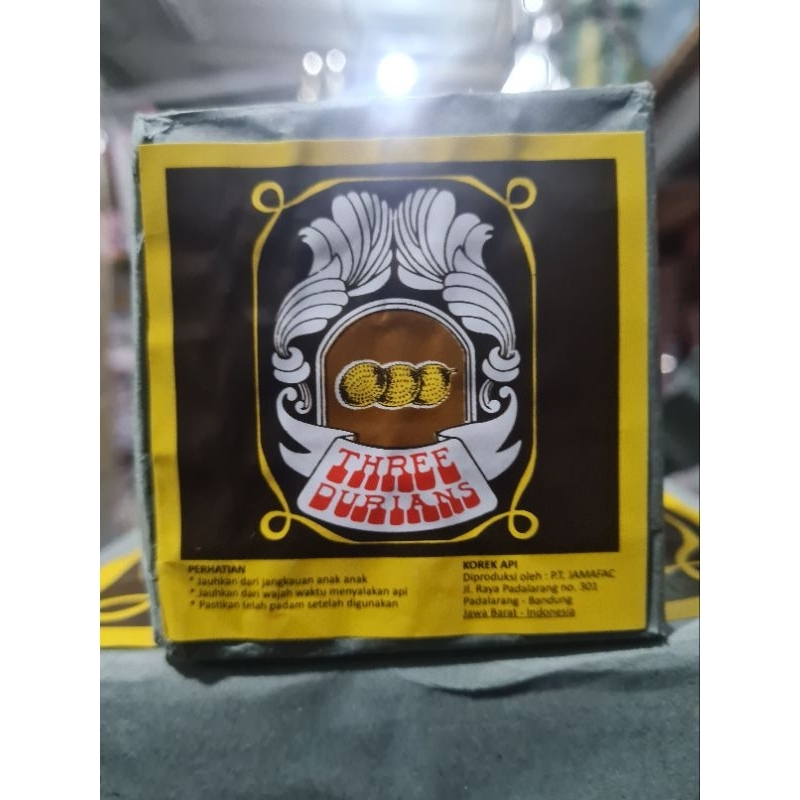 THREE
DURIANS
PERHATIAN
* Jauhkan dari jangkauan anak anak
* Jauhkan dari wajah waktu menyalakan api
* Pastikan telah padam setelah digunakan
KOREK API
Diproduksi oleh : P.T. JAMAFAC
Jl. Raya Padalarang no. 301
Padalarang - Bandung
Jawa Barat - Indonesia